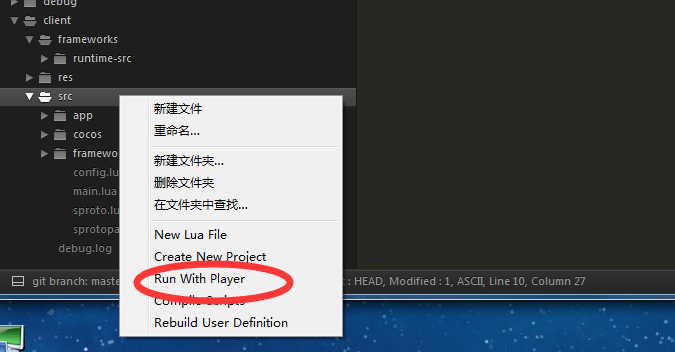 debug
client
frameworks
runtime-src
res
src
app
cocos
framewo
config.lu
main.lua
sproto.lu
sprotopa
debug.log
新建文件
重命名...
新建文件夹...
删除文件夹
在文件夹中查找...
New Lua File
Create New Project
Run With Player
Compile Scripts
Rebuild User Definition
git branch: maste
: HEAD, Modified : 1, ASCII, Line 10, Column 27